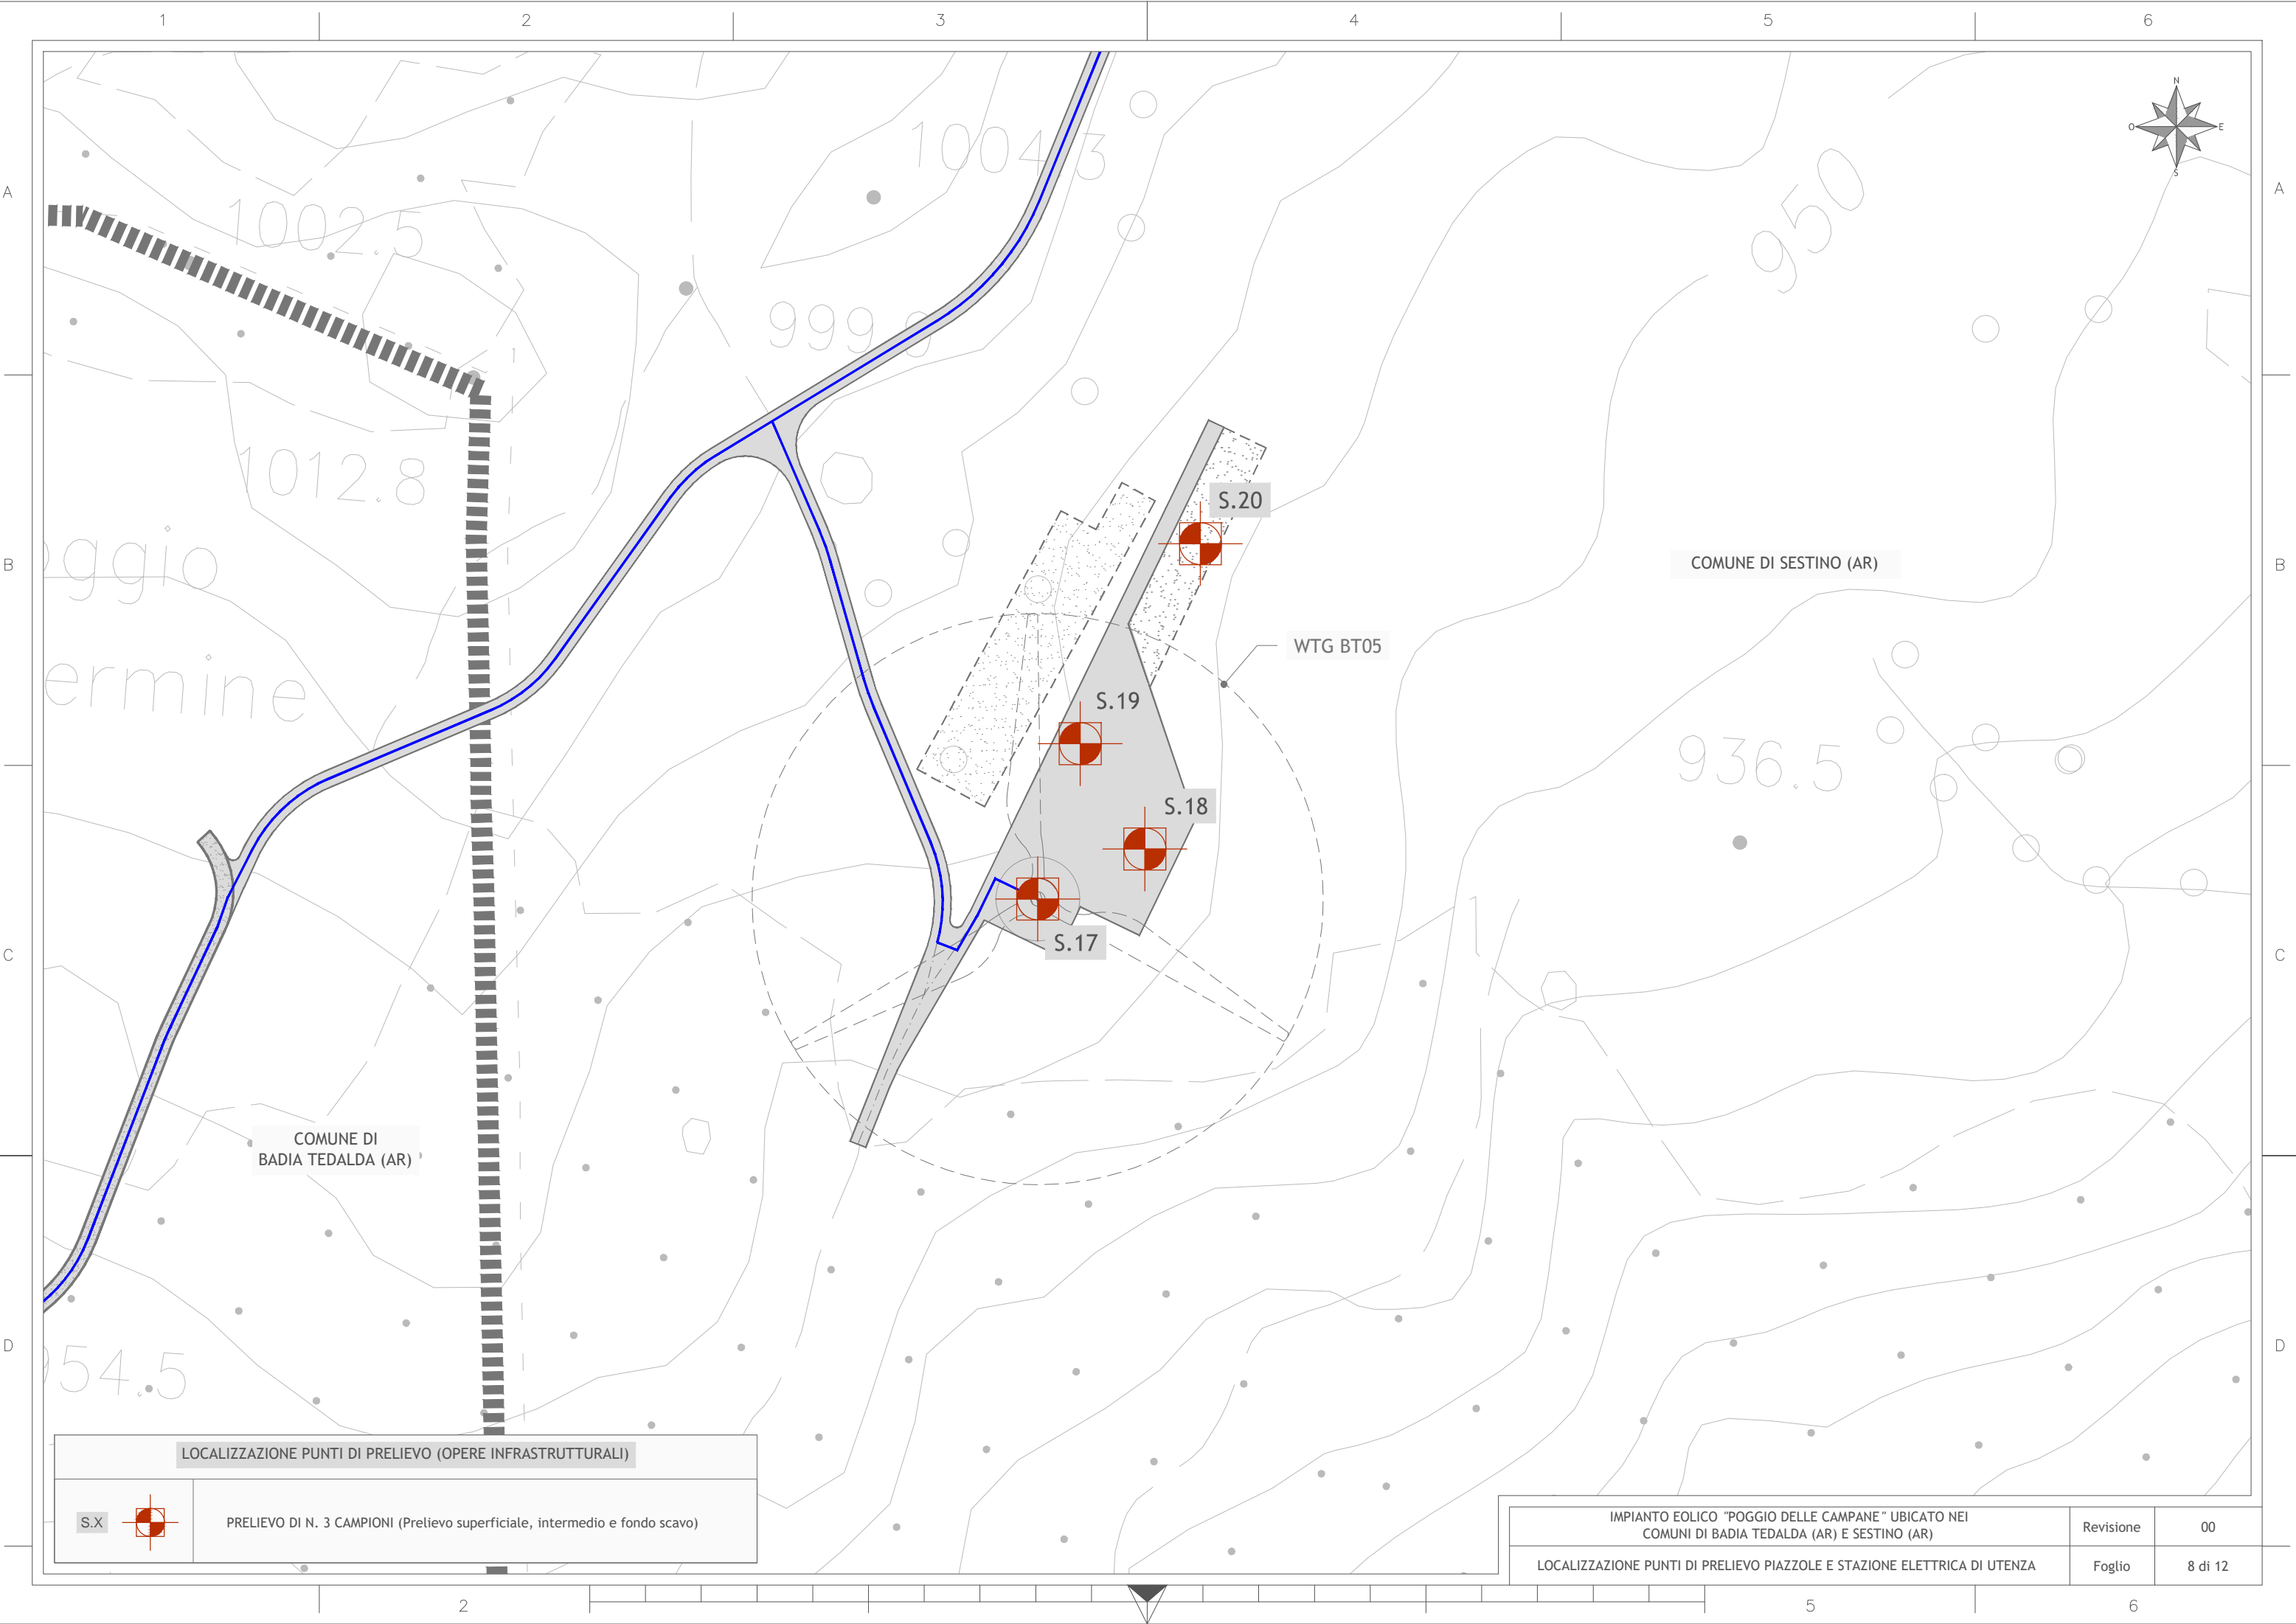 1 2 3 4 5 6
N
O E
S
A A
1004.3
950
1002.5
999.9
S.20
1012.8
B B
COMUNE DI SESTINO (AR)
oggio
WTG BT05
ermine
S.19
936.5
S.18
S.17
C C
COMUNE DI
BADIA TEDALDA (AR)
D D
954.5
LOCALIZZAZIONE PUNTI DI PRELIEVO (OPERE INFRASTRUTTURALI)
S.X PRELIEVO DI N. 3 CAMPIONI (Prelievo superficiale, intermedio e fondo scavo)
IMPIANTO EOLICO "POGGIO DELLE CAMPANE" UBICATO NEI
COMUNI DI BADIA TEDALDA (AR) E SESTINO (AR)
Revisione 00
LOCALIZZAZIONE PUNTI DI PRELIEVO PIAZZOLE E STAZIONE ELETTRICA DI UTENZA
Foglio 8 di 12
2 5 6